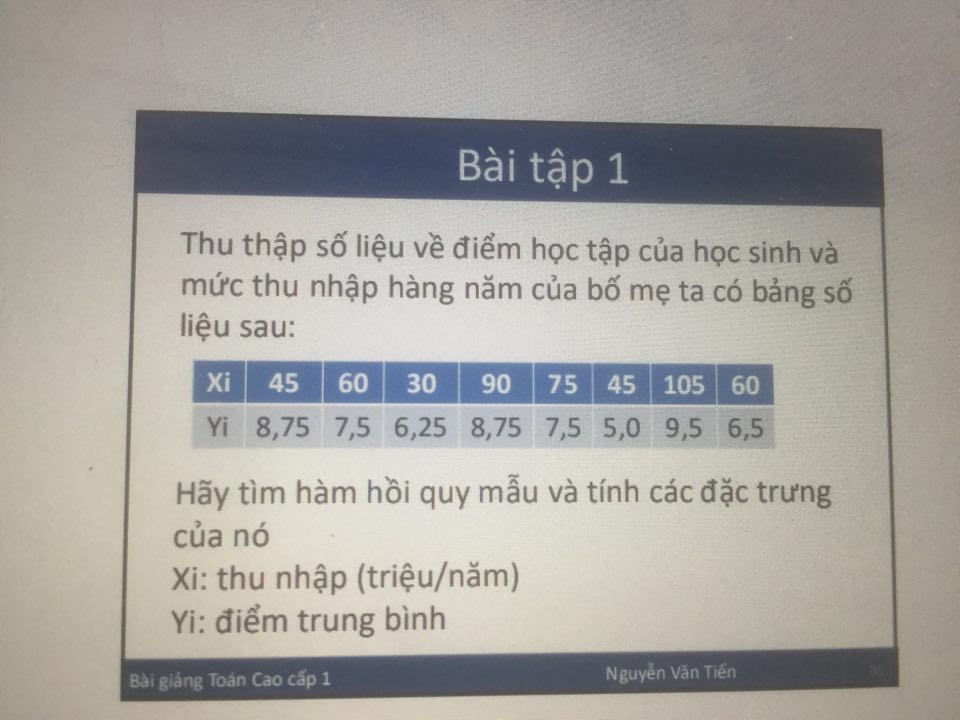 Bài tập 1
Thu thập số liệu về điểm học tập của học sinh và
mức thu nhập hàng năm của bố mẹ ta có bảng số
liệu sau:
Xi 45 60 30 90 75 45 105 60
Yi 8,75 7,5 6,25 8,75 7,5 5,0 9,5 6,5
Hãy tìm hàm hồi quy mẫu và tính các đặc trưng
của nó
Xi: thu nhập (triệu/năm)
Yi: điểm trung bình
Bài giảng Toán Cao cấp 1 Nguyễn Văn Tiến